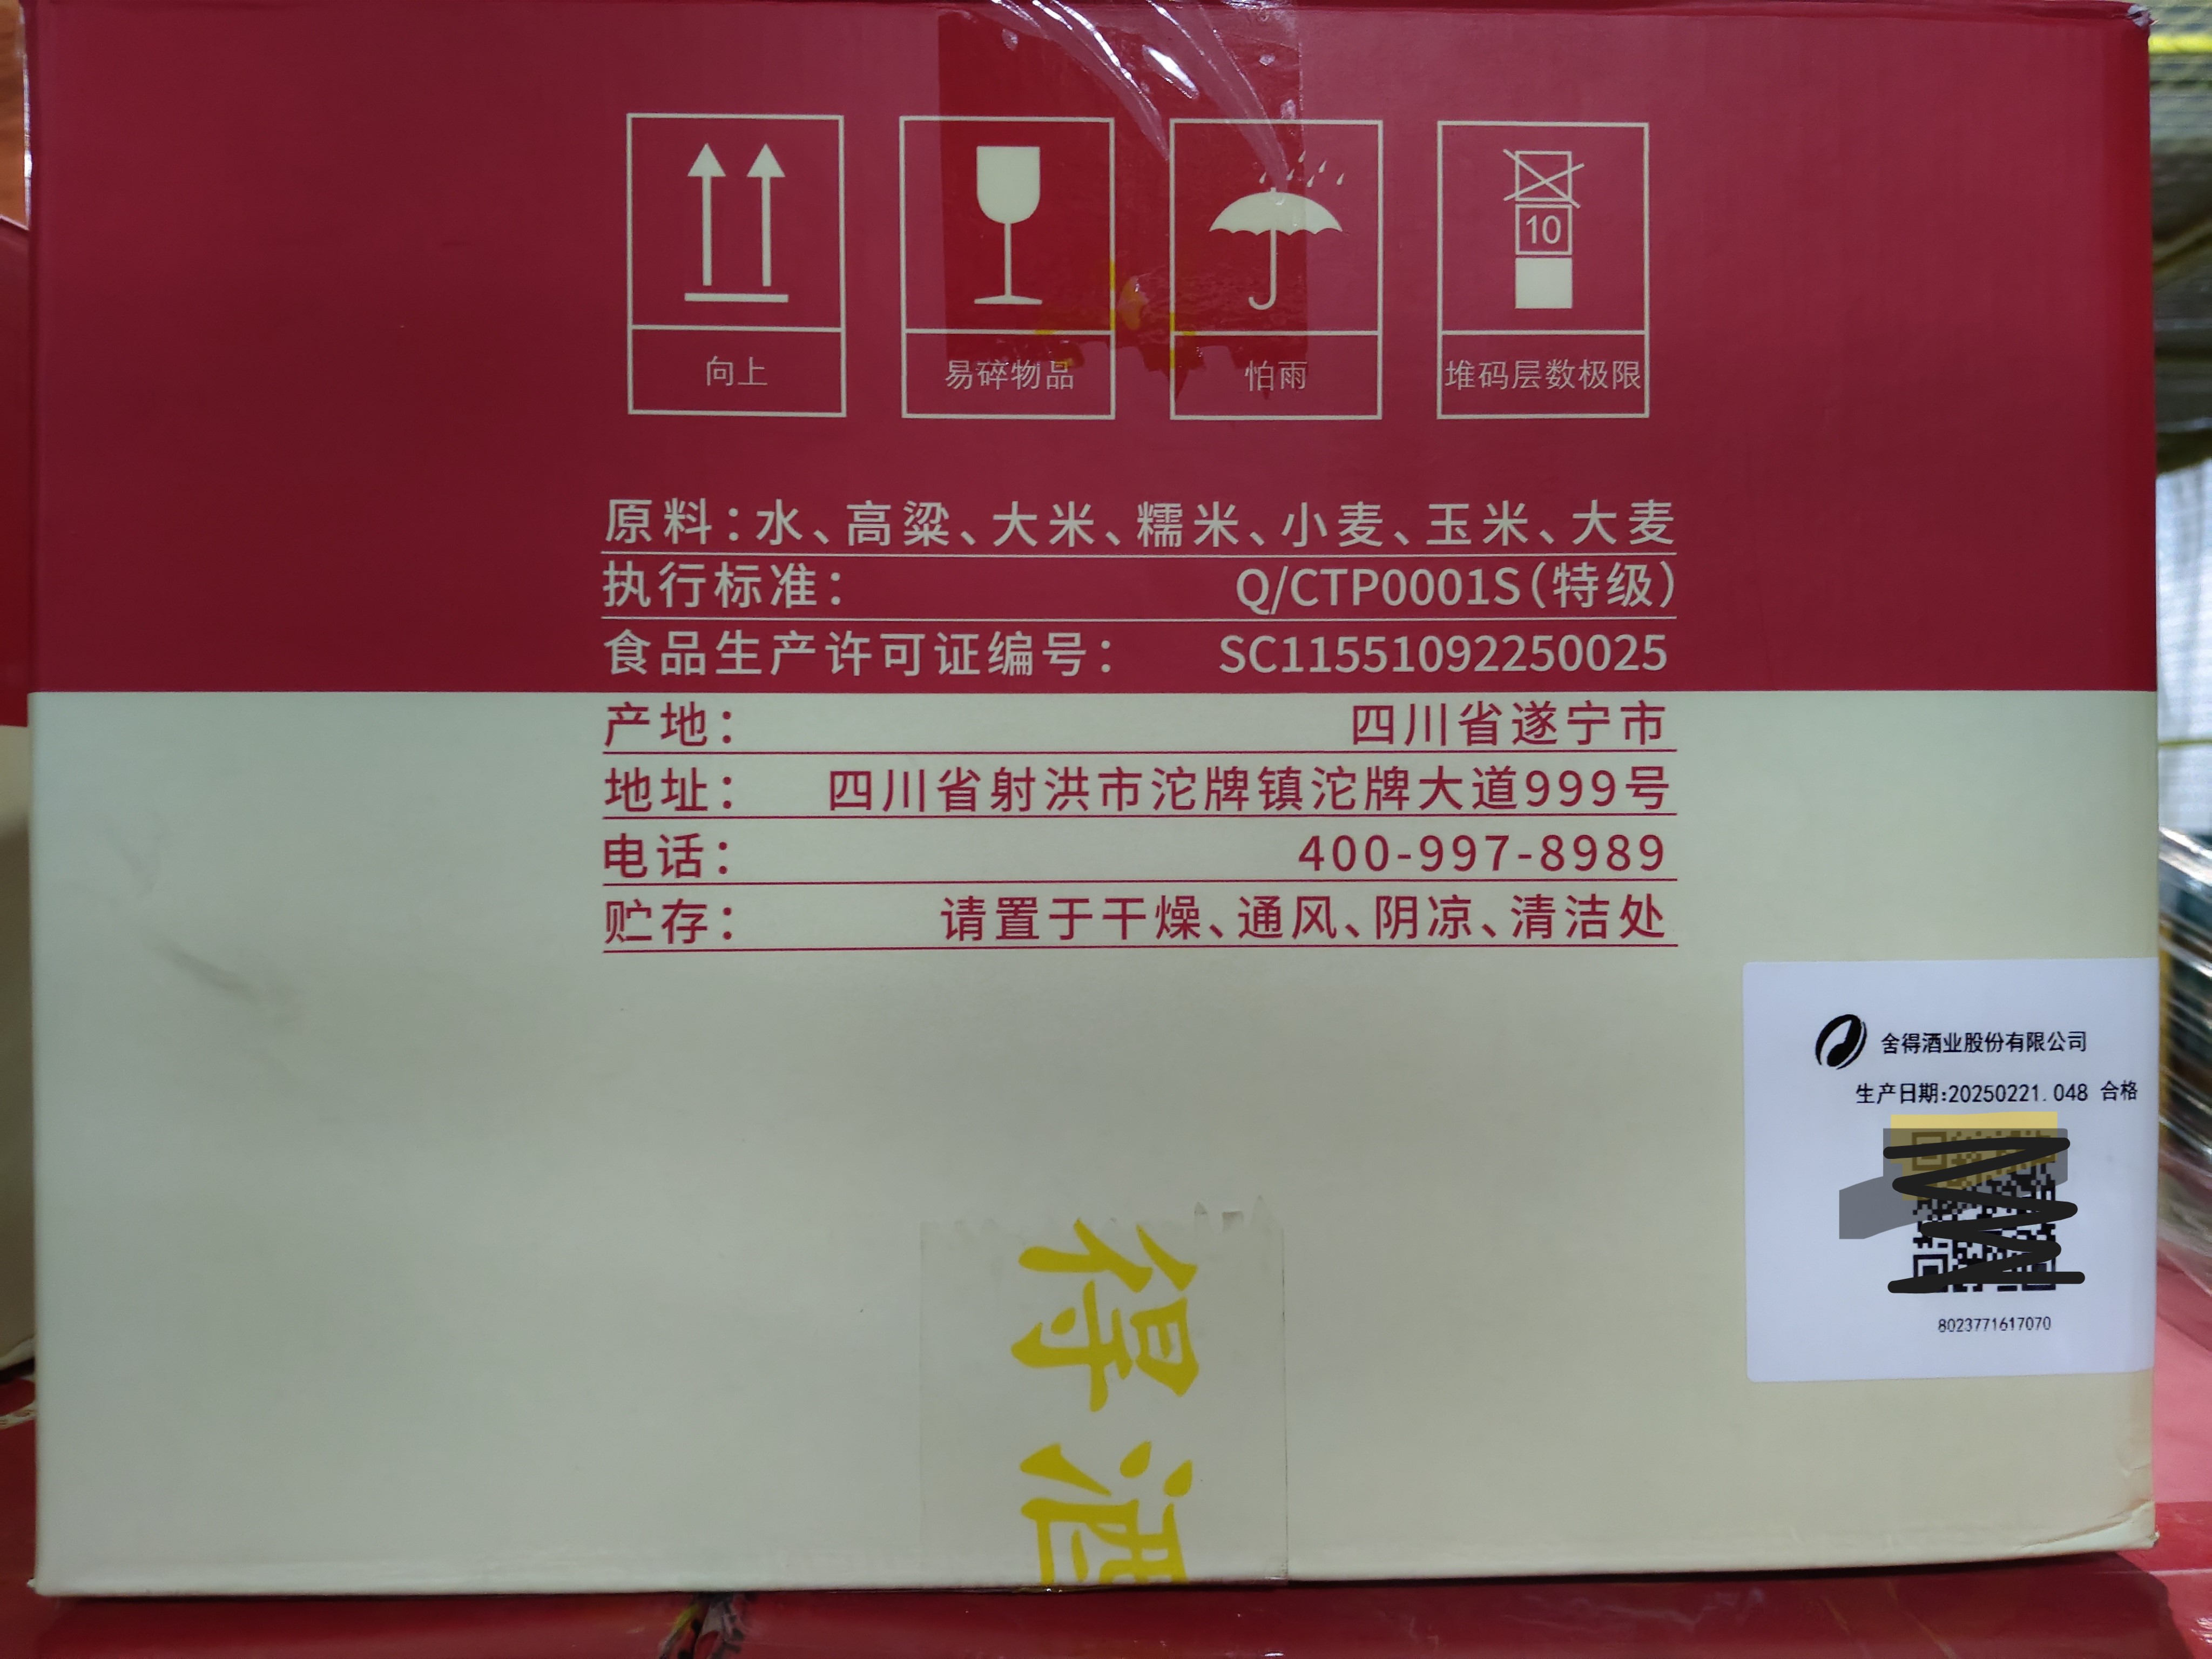 10
向上
易碎物品
怕雨
堆码层数极限
原料：水、高粱、大米、糯米、小麦、玉米、大麦
执行标准： Q/CTP0001S（特级）
食品生产许可证编号： SC11551092250025
产地： 四川省遂宁市
地址： 四川省射洪市沱牌镇沱牌大道999号
电话： 400-997-8989
贮存： 请置于干燥、通风、阴凉、清洁处
舍得酒业股份有限公司
生产日期:20250221.048 合格
8023771617070
得酒